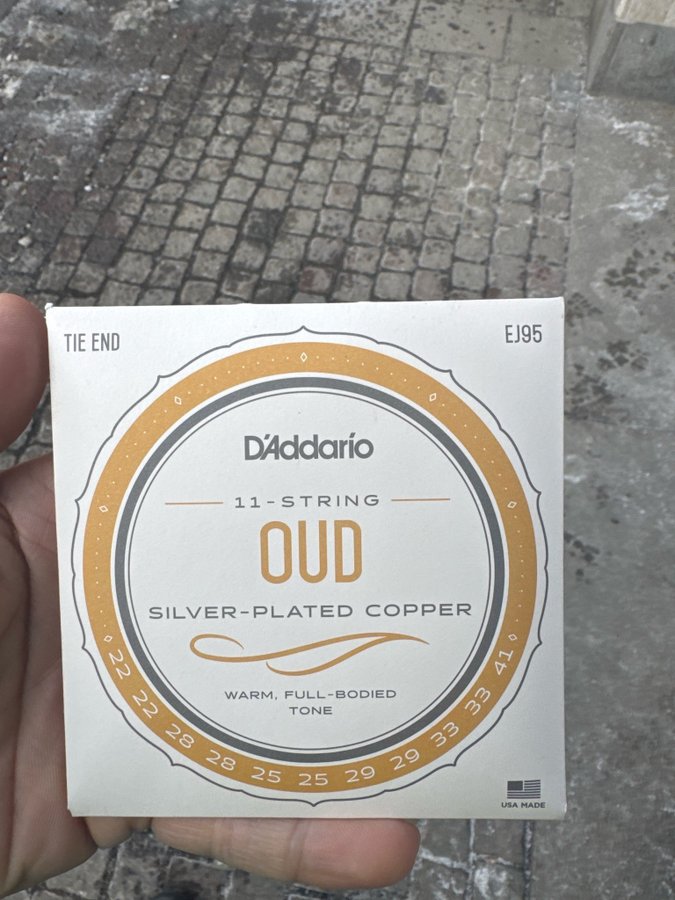 TIE END
EJ95
D'Addario
11-STRING
OUD
SILVER-PLATED COPPER
WARM, FULL-BODIED
TONE
22 22 28 28 25 25 29 29 33 33 41
USA MADE